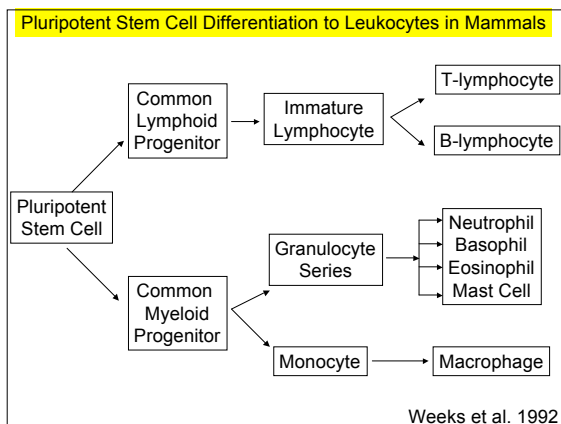 Pluripotent Stem Cell Differentiation to Leukocytes in Mammals
Common
Lymphoid
Progenitor
Immature
Lymphocyte
T-lymphocyte
B-lymphocyte
Pluripotent
Stem Cell
Common
Myeloid
Progenitor
Granulocyte
Series
Neutrophil
Basophil
Eosinophil
Mast Cell
Monocyte
Macrophage
Weeks et al. 1992